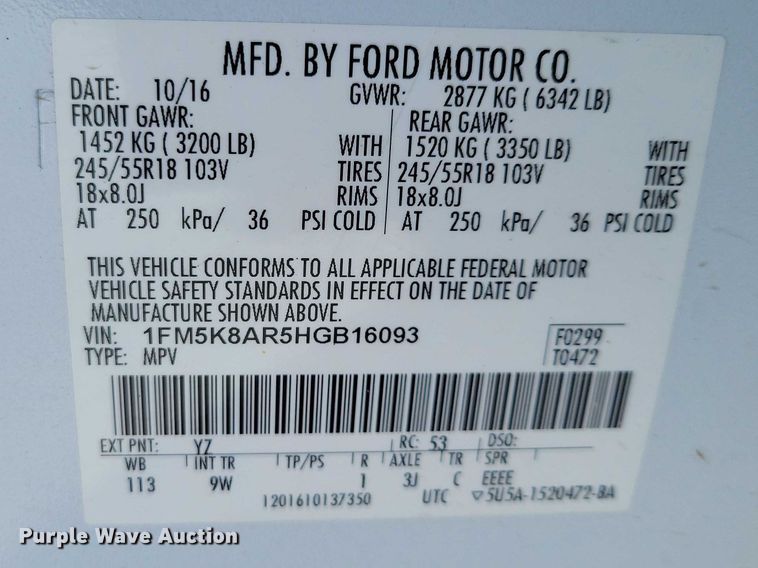 MFD. BY FORD MOTOR CO.
DATE: 10/16 GVWR: 2877 KG ( 6342 LB)
FRONT GAWR: REAR GAWR:
1452 KG ( 3200 LB) WITH 1520 KG ( 3350 LB) WITH
245/55R18 103V TIRES 245/55R18 103V TIRES
18x8.0J RIMS 18x8.0J RIMS
AT 250 kPa/ 36 PSI COLD AT 250 kPa/ 36 PSI COLD
THIS VEHICLE CONFORMS TO ALL APPLICABLE FEDERAL MOTOR
VEHICLE SAFETY STANDARDS IN EFFECT ON THE DATE OF
MANUFACTURE SHOWN ABOVE.
VIN: 1FM5K8AR5HGB16093 F0299
TYPE: MPV T0472
EXT PNT: YZ RC: 53 DSO:
WB INT TR TP/PS R AXLE TR SPR
113 9W 1 3J C EEEE
1201610137350 UTC ▽5U5A-1520472-BA
Purple Wave Auction